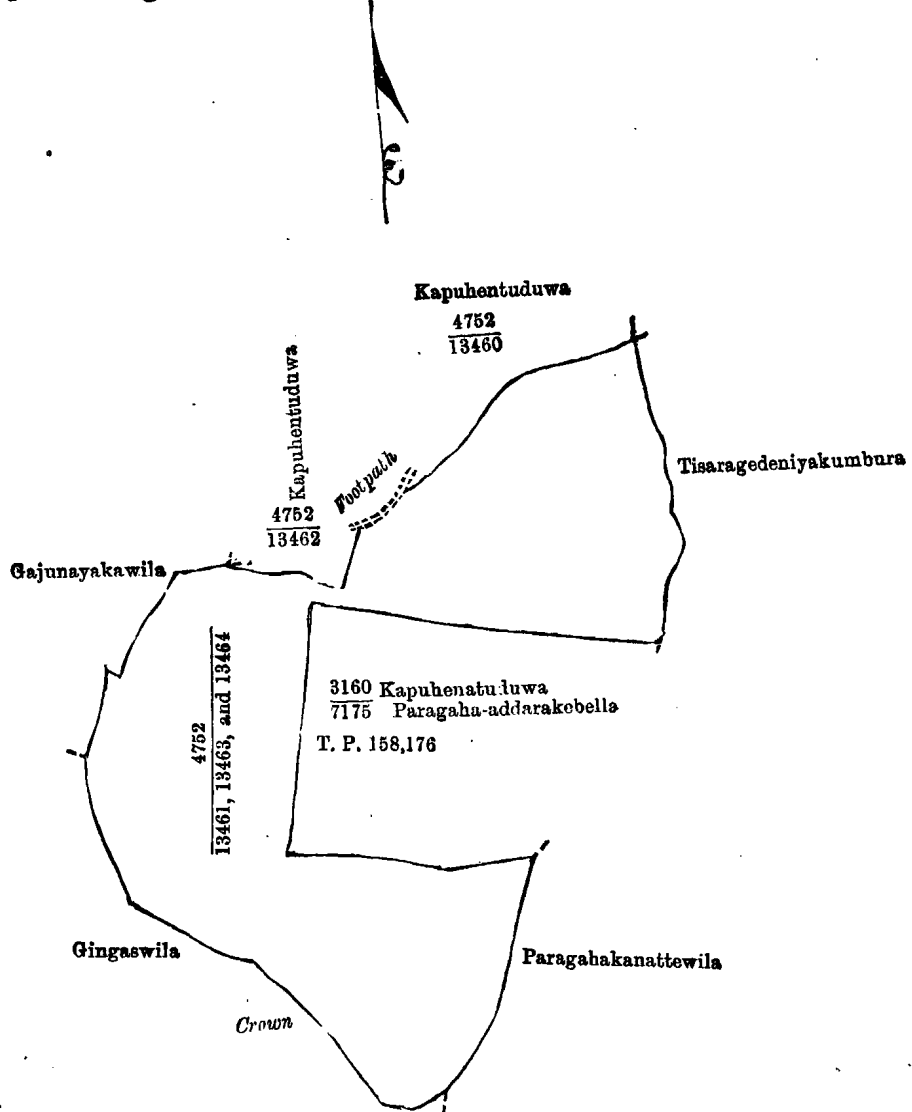 Kapuhentuduwa
4752
13460
Kapuhentuduwa
4752
13462
Footpath
Tisaragedeniyakumbura
Gajunayakawila
4752
13461, 13463, and 13464
3160 Kapuhenatuduwa
7175 Paragaha-addarakebella
T. P. 158,176
Gingaswila
Paragahakanattewila
Crown